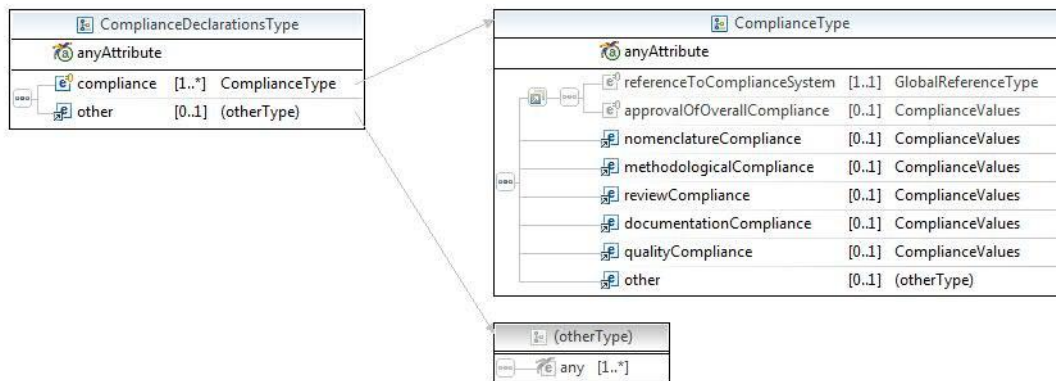 ComplianceDeclarationsType
anyAttribute
compliance [1..*] ComplianceType
other [0..1] (otherType)
ComplianceType
anyAttribute
referenceToComplianceSystem [1..1] GlobalReferenceType
approvalOfOverallCompliance [0..1] ComplianceValues
nomenclatureCompliance [0..1] ComplianceValues
methodologicalCompliance [0..1] ComplianceValues
reviewCompliance [0..1] ComplianceValues
documentationCompliance [0..1] ComplianceValues
qualityCompliance [0..1] ComplianceValues
other [0..1] (otherType)
(otherType)
any [1..*]